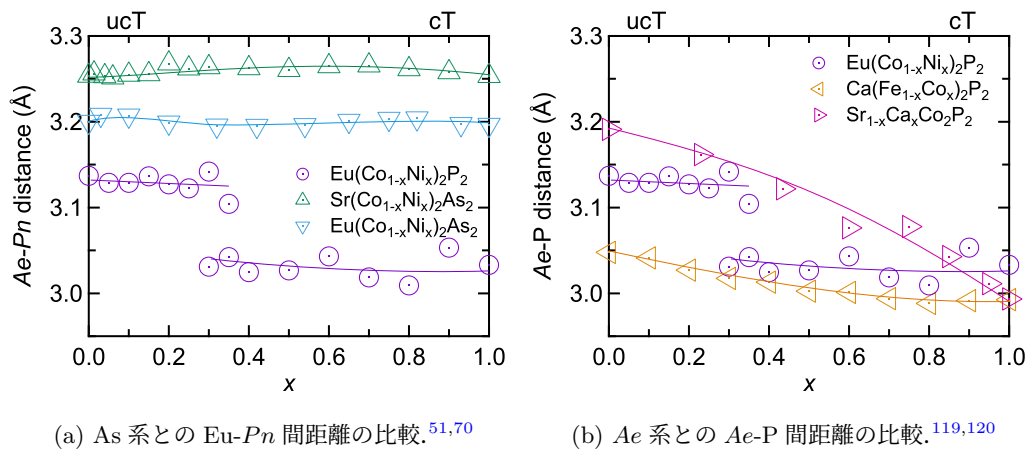 ucT cT
3.3
3.2
3.1
3.0
Ae-Pn distance (Å)
Eu(Co1-xNix)2P2
Sr(Co1-xNix)2As2
Eu(Co1-xNix)2As2
0.0 0.2 0.4 0.6 0.8 1.0
x
(a) As 系との Eu-Pn 間距離の比較.51,70
ucT cT
3.3
3.2
3.1
3.0
Ae-P distance (Å)
Eu(Co1-xNix)2P2
Ca(Fe1-xCox)2P2
Sr1-xCaxCo2P2
0.0 0.2 0.4 0.6 0.8 1.0
x
(b) Ae 系との Ae-P 間距離の比較.119,120